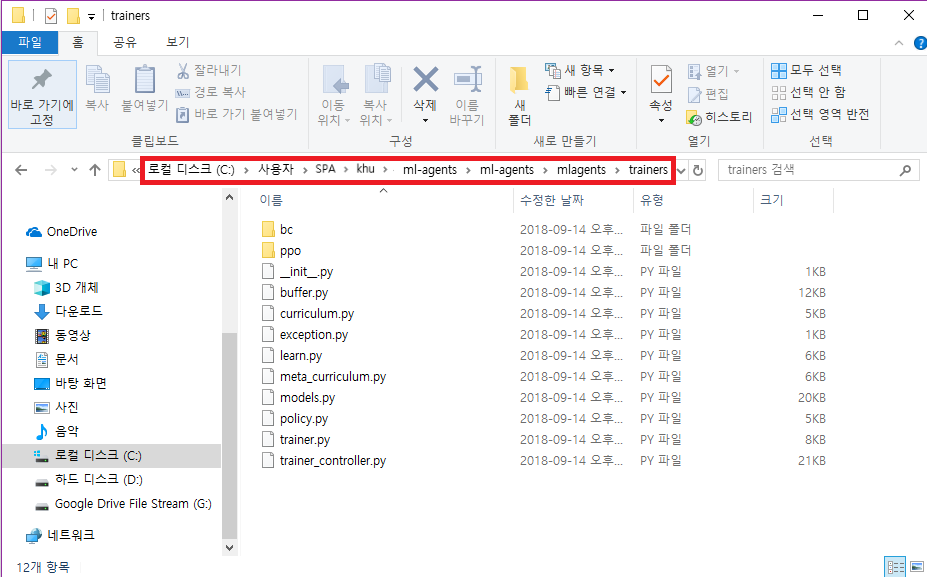 trainers
파일 홈 공유 보기
바로 가기에 고정
복사
붙여넣기
잘라내기
경로 복사
바로 가기 붙여넣기
클립보드
이동 위치
복사 위치
삭제
이름 바꾸기
구성
새 폴더
새 항목
빠른 연결
새로 만들기
속성
열기
편집
히스토리
열기
모두 선택
선택 안 함
선택 영역 반전
선택
« 로컬 디스크 (C:) > 사용자 > SPA > khu > ml-agents > ml-agents > mlagents > trainers
trainers 검색
OneDrive
내 PC
3D 개체
다운로드
동영상
문서
바탕 화면
사진
음악
로컬 디스크 (C:)
하드 디스크 (D:)
Google Drive File Stream (G:)
네트워크
이름 수정한 날짜 유형 크기
bc 2018-09-14 오후... 파일 폴더
ppo 2018-09-14 오후... 파일 폴더
__init__.py 2018-09-14 오후... PY 파일 1KB
buffer.py 2018-09-14 오후... PY 파일 12KB
curriculum.py 2018-09-14 오후... PY 파일 5KB
exception.py 2018-09-14 오후... PY 파일 1KB
learn.py 2018-09-14 오후... PY 파일 6KB
meta_curriculum.py 2018-09-14 오후... PY 파일 6KB
models.py 2018-09-14 오후... PY 파일 20KB
policy.py 2018-09-14 오후... PY 파일 5KB
trainer.py 2018-09-14 오후... PY 파일 8KB
trainer_controller.py 2018-09-14 오후... PY 파일 21KB
12개 항목